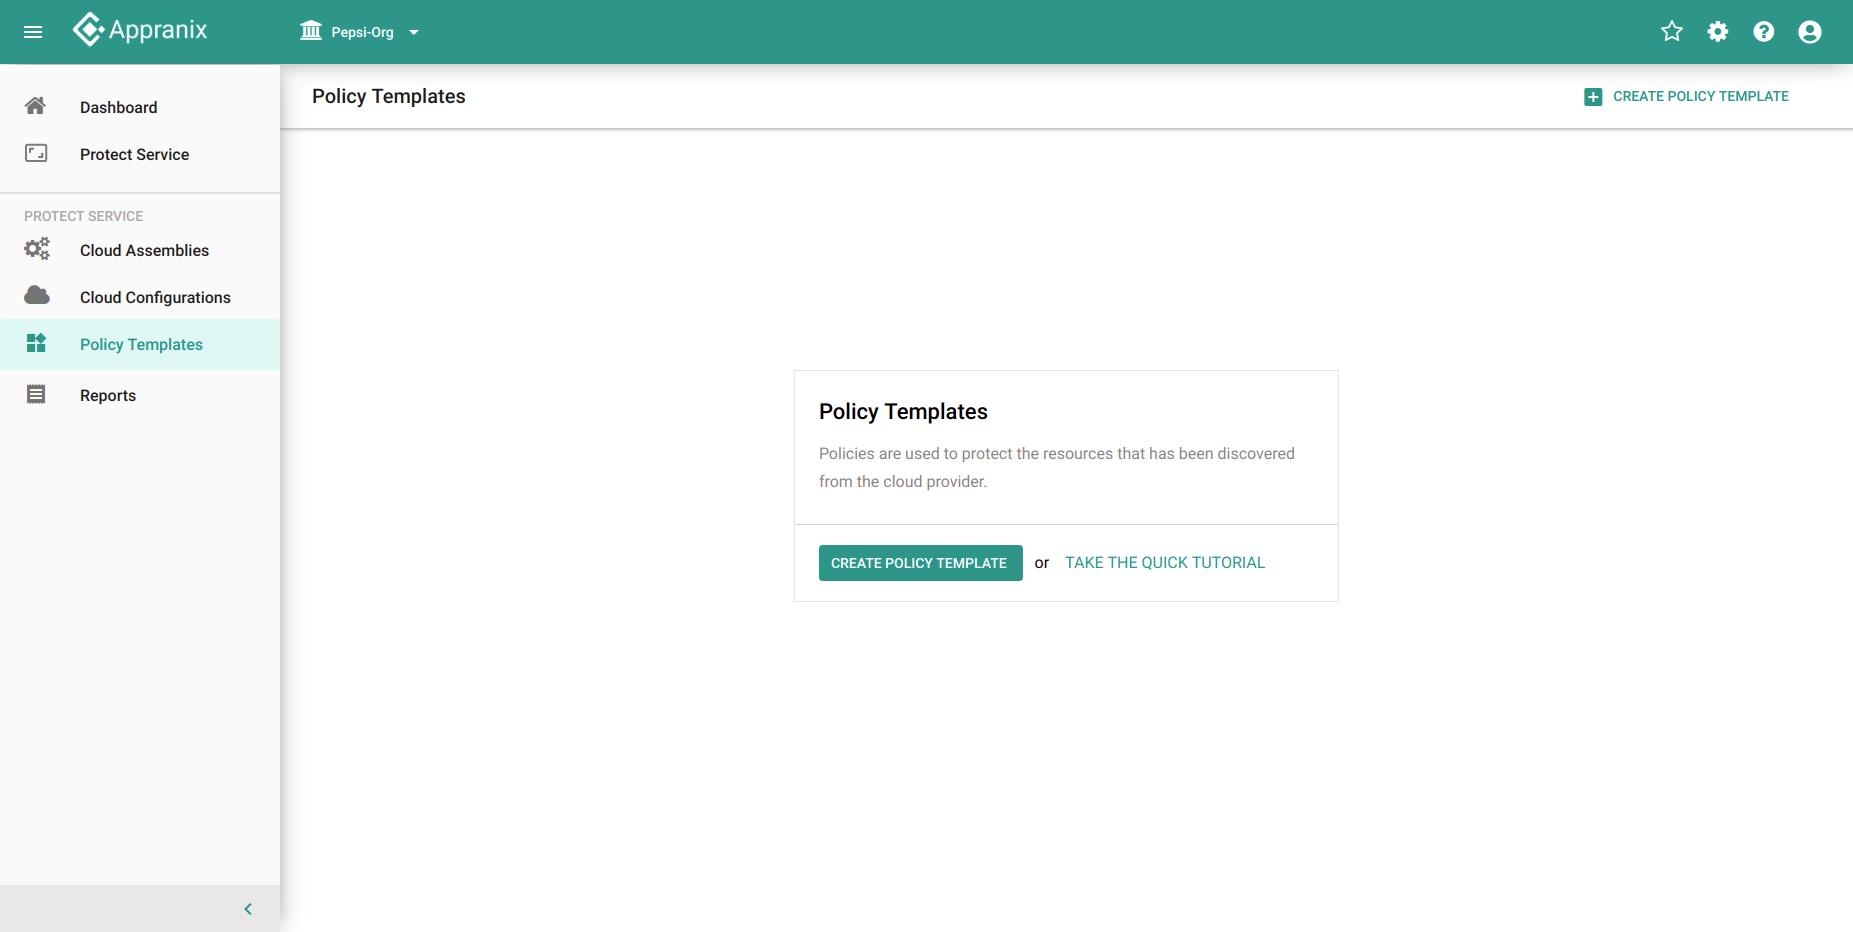 Appranix
Pepsi-Org
Dashboard
Protect Service
PROTECT SERVICE
Cloud Assemblies
Cloud Configurations
Policy Templates
Reports
Policy Templates
CREATE POLICY TEMPLATE
Policy Templates
Policies are used to protect the resources that has been discovered
from the cloud provider.
CREATE POLICY TEMPLATE or TAKE THE QUICK TUTORIAL